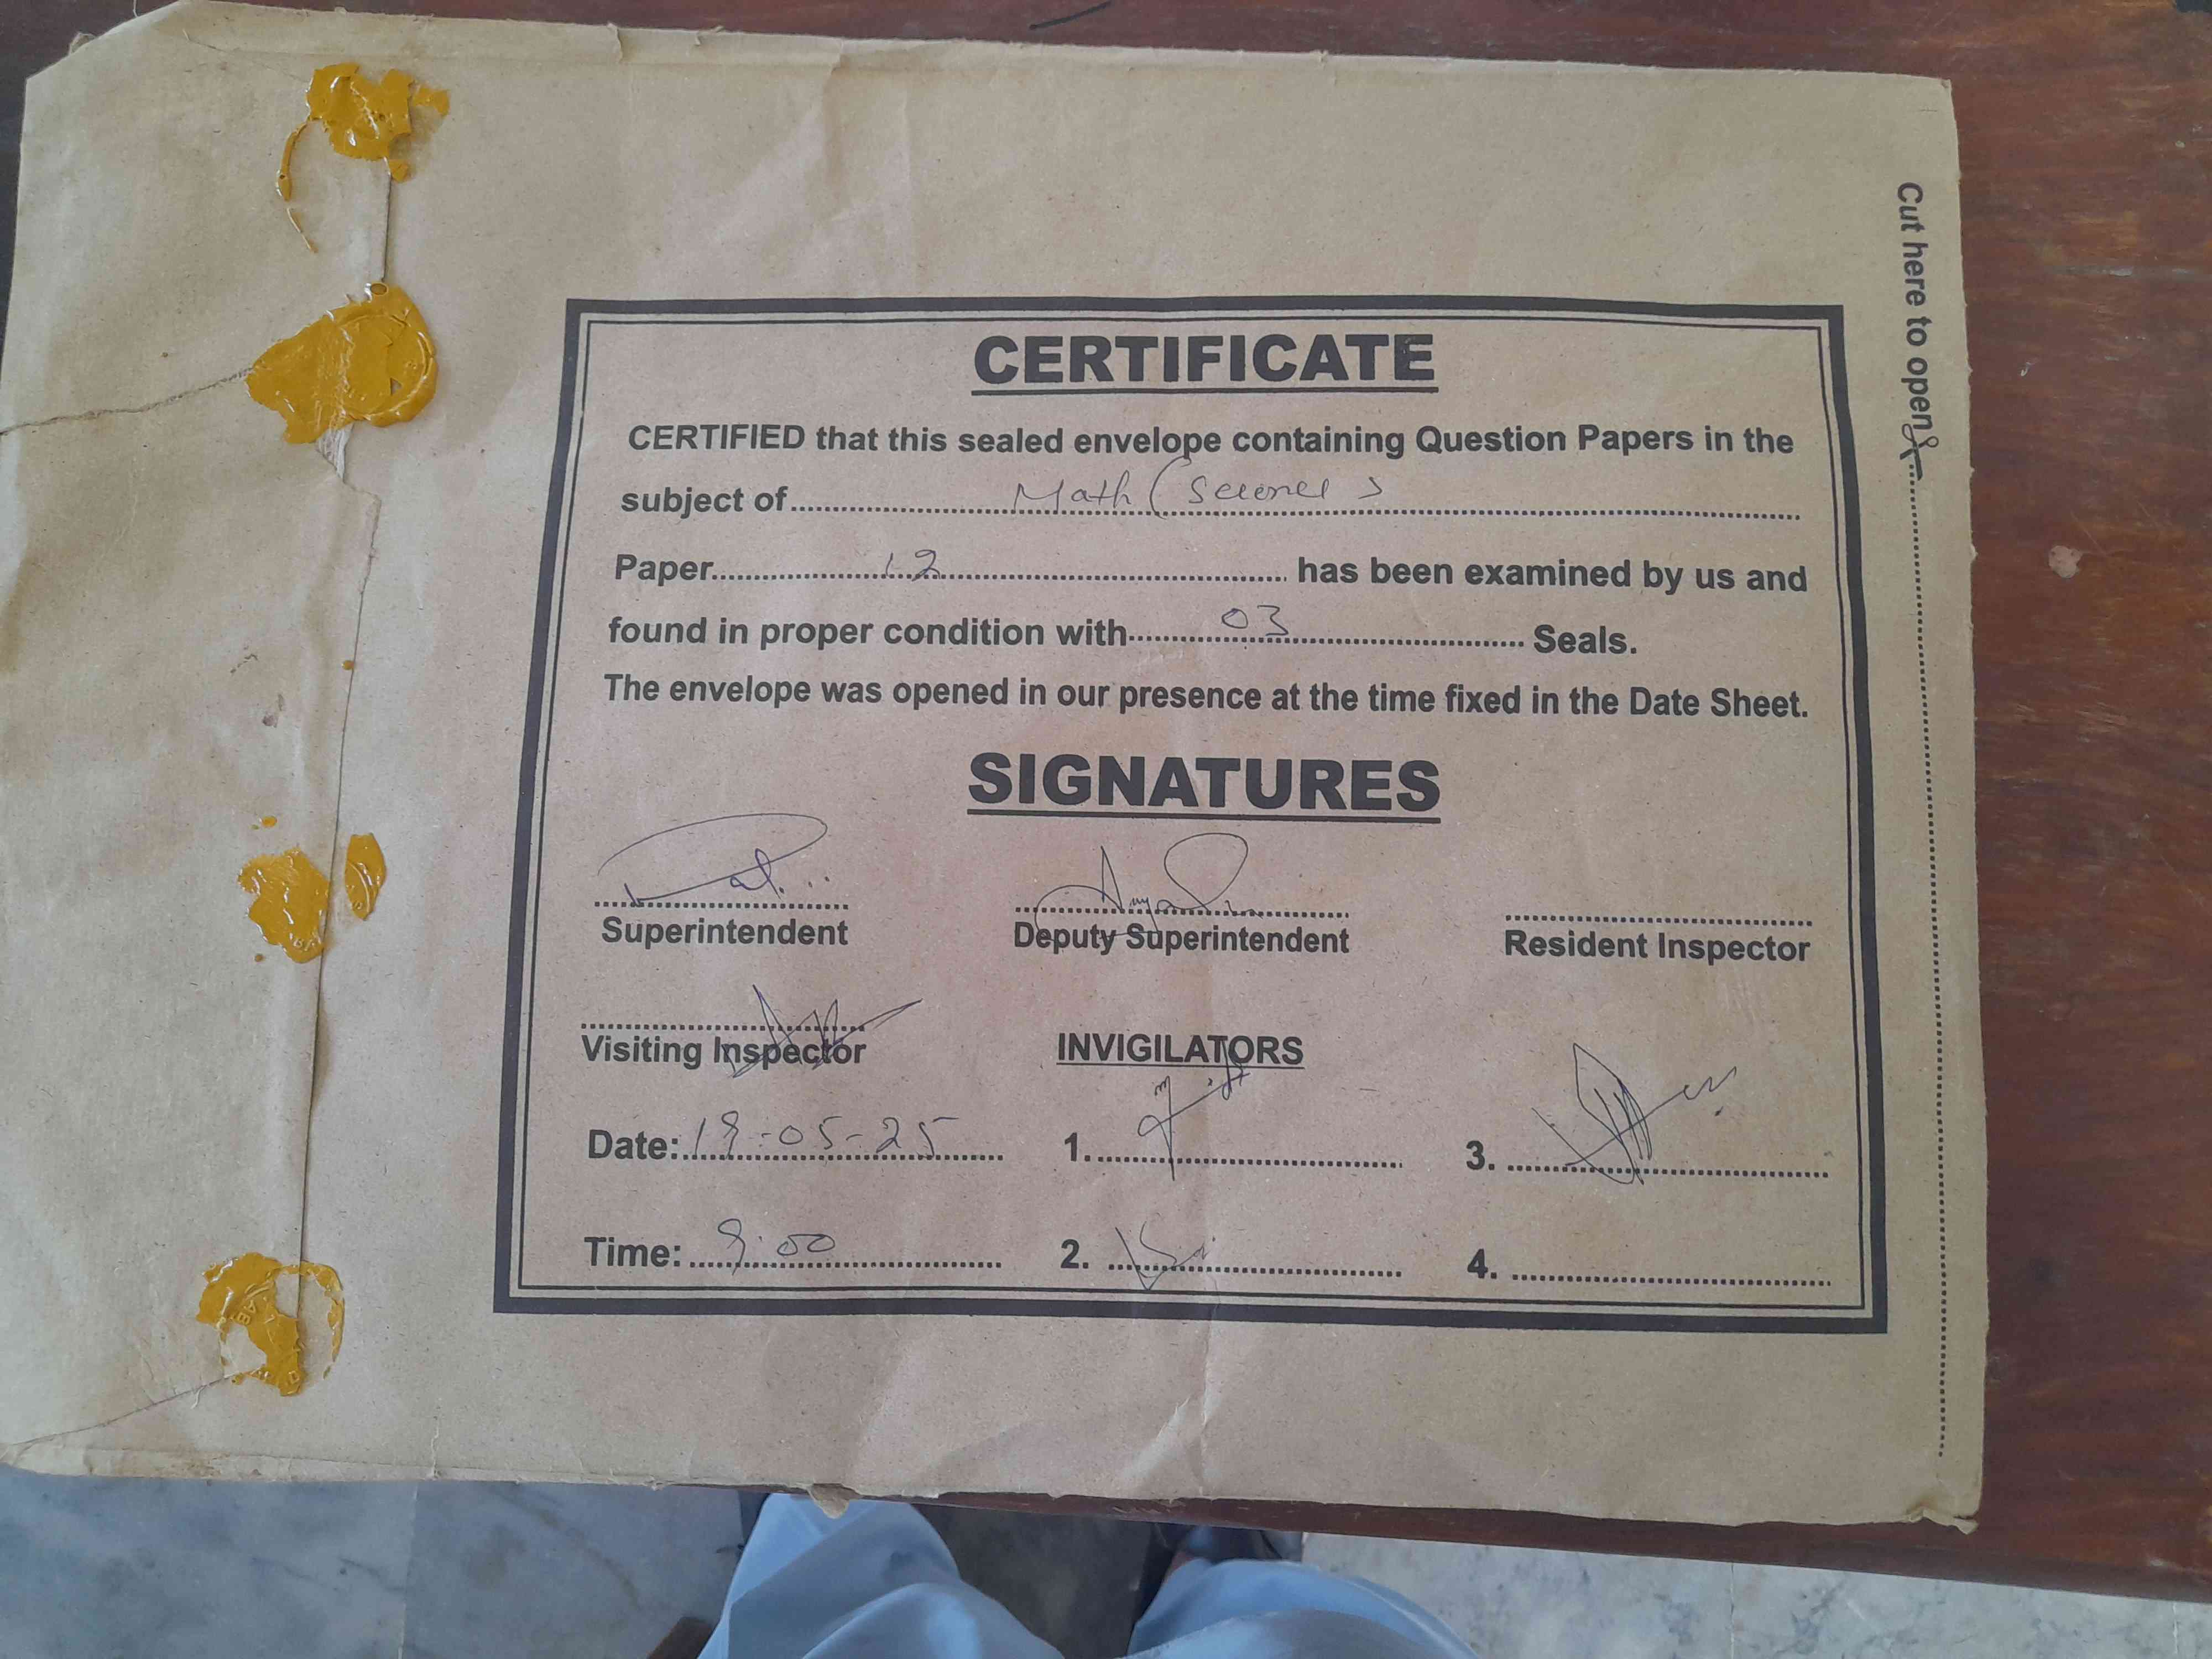 Cut here to open
CERTIFICATE
CERTIFIED that this sealed envelope containing Question Papers in the
subject of Math (Science)
Paper 12 has been examined by us and
found in proper condition with 03 Seals.
The envelope was opened in our presence at the time fixed in the Date Sheet.
SIGNATURES
Superintendent Deputy Superintendent Resident Inspector
Visiting Inspector INVIGILATORS
Date: 19-05-25 1. 3.
Time: 9:00 2. 4.